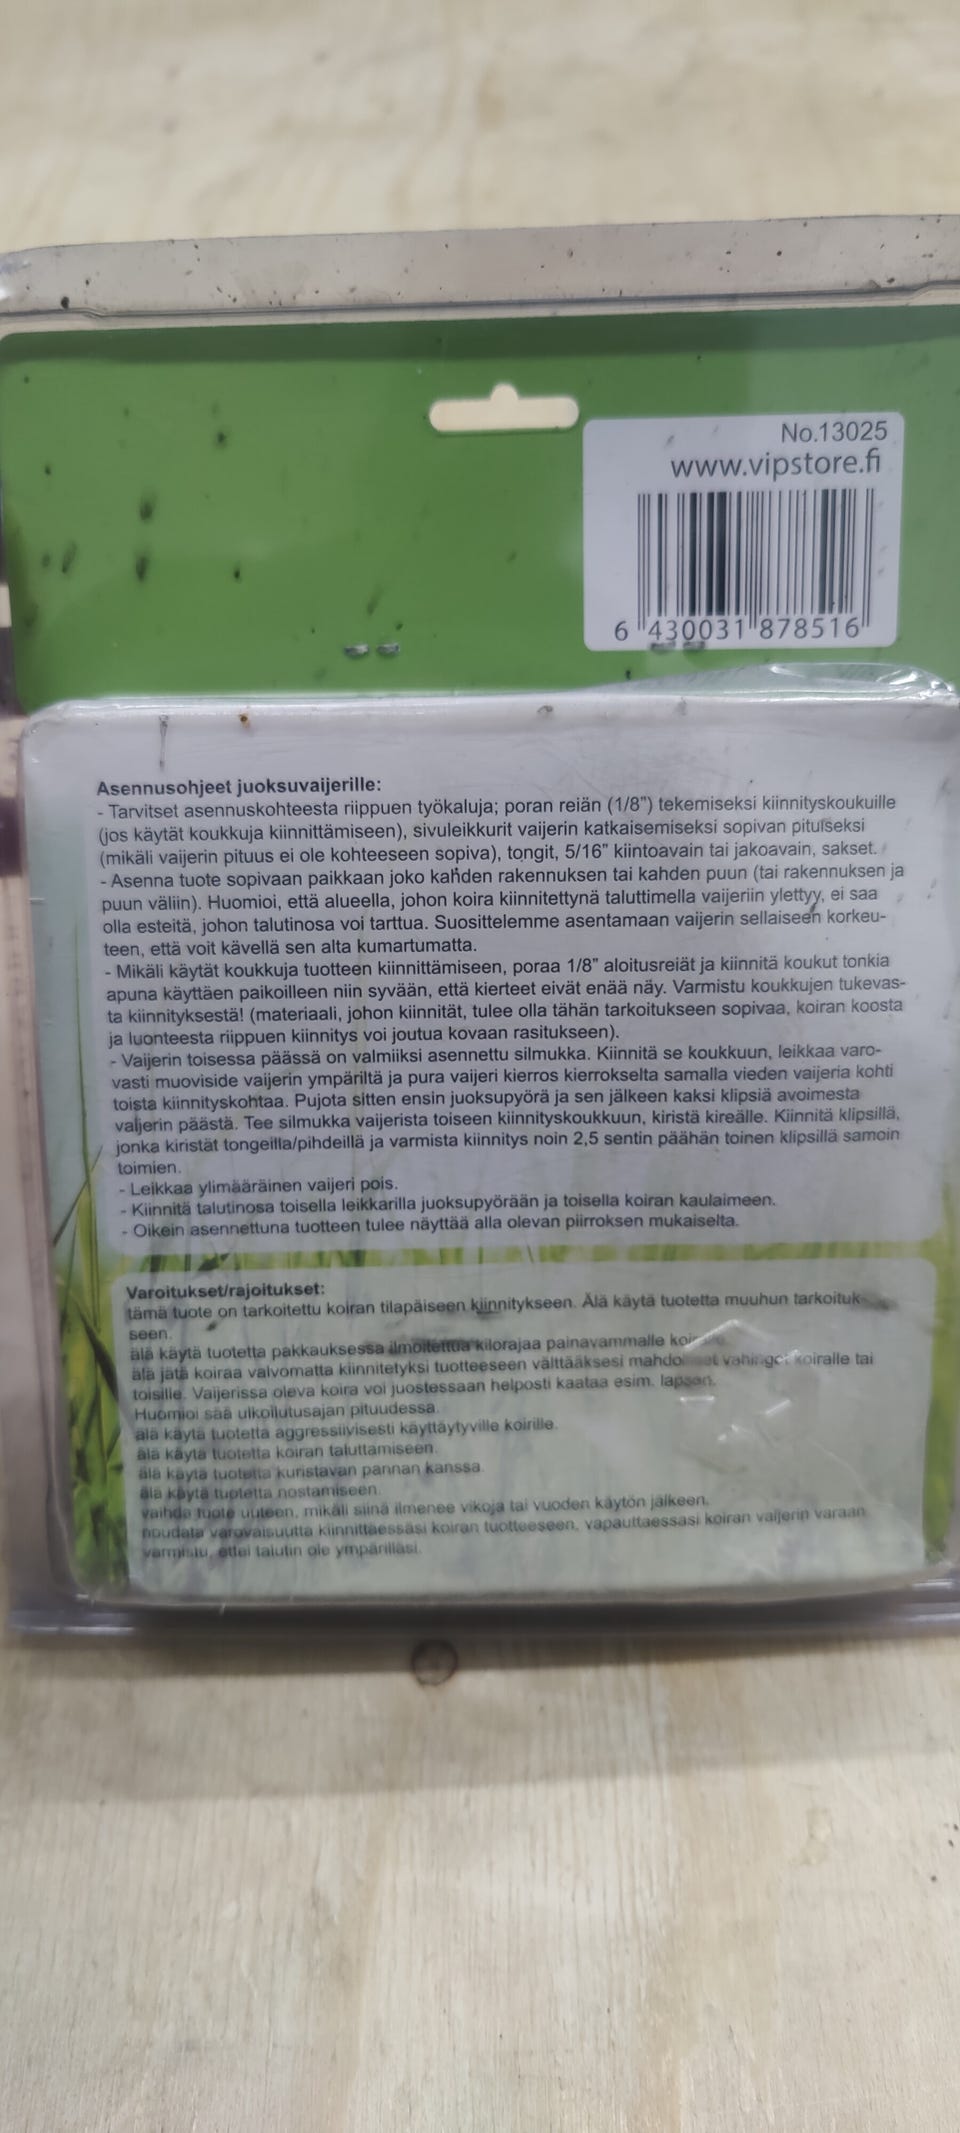 No.13025
www.vipstore.fi
6 430031 878516
Asennusohjeet juoksuvaijerille:
- Tarvitset asennuskohteesta riippuen työkaluja; poran reiän (1/8") tekemiseksi kiinnityskoukuille
(jos käytät koukkuja kiinnittämiseen), sivuleikkurit vaijerin katkaisemiseksi sopivan pituiseksi
(mikäli vaijerin pituus ei ole kohteeseen sopiva), tongit, 5/16" kiintoavain tai jakoavain, sakset.
- Asenna tuote sopivaan paikkaan joko kahden rakennuksen tai kahden puun (tai rakennuksen ja
puun väliin). Huomioi, että alueella, johon koira kiinnitettynä taluttimella vaijeriin ylettyy, ei saa
olla esteitä, johon talutinosa voi tarttua. Suosittelemme asentamaan vaijerin sellaiseen korkeu-
teen, että voit kävellä sen alta kumartumatta.
- Mikäli käytät koukkuja tuotteen kiinnittämiseen, poraa 1/8" aloitusreiät ja kiinnitä koukut tonkia
apuna käyttäen paikoilleen niin syvään, että kierteet eivät enää näy. Varmistu koukkujen tukevas-
ta kiinnityksestä! (materiaali, johon kiinnität, tulee olla tähän tarkoitukseen sopivaa, koiran koosta
ja luonteesta riippuen kiinnitys voi joutua kovaan rasitukseen).
- Vaijerin toisessa päässä on valmiiksi asennettu silmukka. Kiinnitä se koukkuun, leikkaa varo-
vasti muoviside vaijerin ympäriltä ja pura vaijeri kierros kierrokselta samalla vieden vaijeria kohti
toista kiinnityskohtaa. Pujota sitten ensin juoksupyörä ja sen jälkeen kaksi klipsiä avoimesta
vaijerin päästä. Tee silmukka vaijerista toiseen kiinnityskoukkuun, kiristä kireälle. Kiinnitä klipsillä,
jonka kiristät tongeilla/pihdeillä ja varmista kiinnitys noin 2,5 sentin päähän toinen klipsillä samoin
toimien.
- Leikkaa ylimääräinen vaijeri pois.
- Kiinnitä talutinosa toisella leikkarilla juoksupyörään ja toisella koiran kaulaimeen.
- Oikein asennettuna tuotteen tulee näyttää alla olevan piirroksen mukaiselta.
Varoitukset/rajoitukset:
tämä tuote on tarkoitettu koiran tilapäiseen kiinnitykseen. Älä käytä tuotetta muuhun tarkoituk-
seen.
älä käytä tuotetta pakkauksessa ilmoitettua kilorajaa painavammalle
älä jätä koiraa valvomatta kiinnitetyksi tuotteeseen välttääksesi vahingot koiralle tai
toisille. Vaijerissa oleva koira voi juostessaan helposti kaataa esim. lapsen.
Huomioi sää ulkoilutusajan pituudessa.
älä käytä tuotetta aggressiivisesti käyttäytyville koirille.
älä käytä tuotetta koiran taluttamiseen.
älä käytä tuotetta kuristavan pannan kanssa.
älä käytä tuotetta nostamiseen.
vaihda tuote uuteen, mikäli siinä ilmenee vikoja tai vuoden käytön jälkeen.
noudata varovaisuutta kiinnittäessäsi koiran tuotteeseen, vapauttaessasi koiran vaijerin varaan
varmistu, ettei talutin ole ympärilläsi.